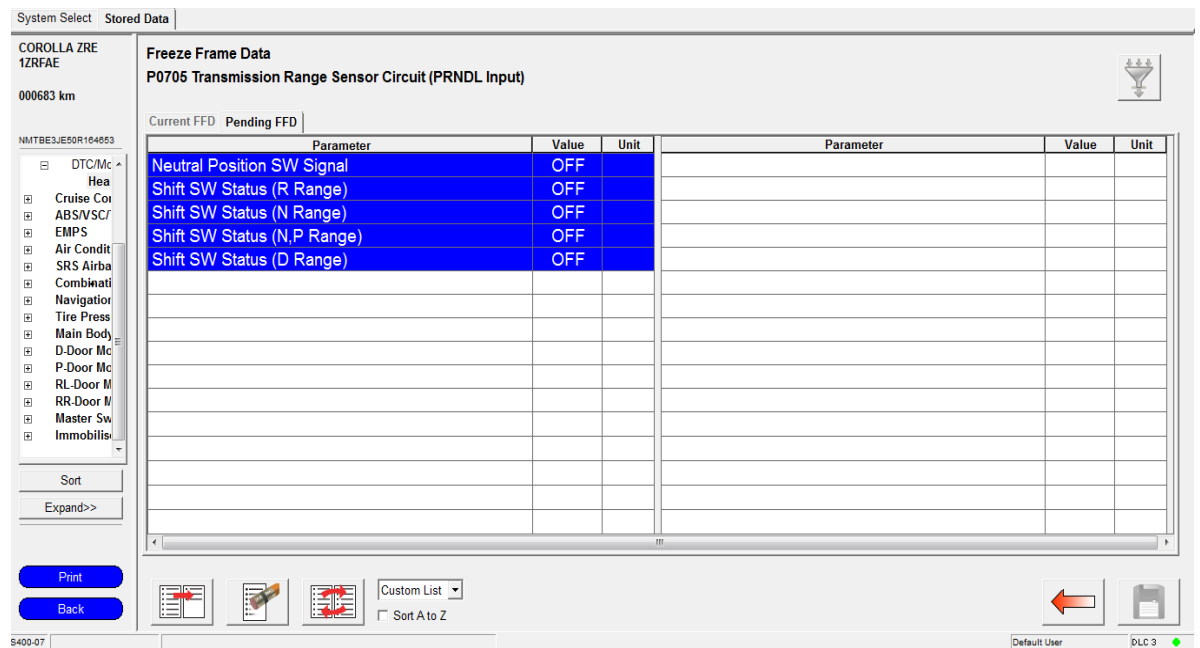 System Select Stored Data
COROLLA ZRE
1ZRFAE
000683 km
NMTBE3JE50R164653
DTC/Mc
Hea
Cruise Cor
ABS/VSC/
EMPS
Air Condit
SRS Airba
Combinati
Navigation
Tire Press
Main Body
D-Door Mo
P-Door Mo
RL-Door M
RR-Door M
Master Sw
Immobilis
Sort
Expand>>
Print
Back
Freeze Frame Data
P0705 Transmission Range Sensor Circuit (PRNDL Input)
Current FFD Pending FFD
Parameter Value Unit Parameter Value Unit
Neutral Position SW Signal OFF
Shift SW Status (R Range) OFF
Shift SW Status (N Range) OFF
Shift SW Status (N,P Range) OFF
Shift SW Status (D Range) OFF
Custom List
Sort A to Z
S400-07 Default User DLC 3